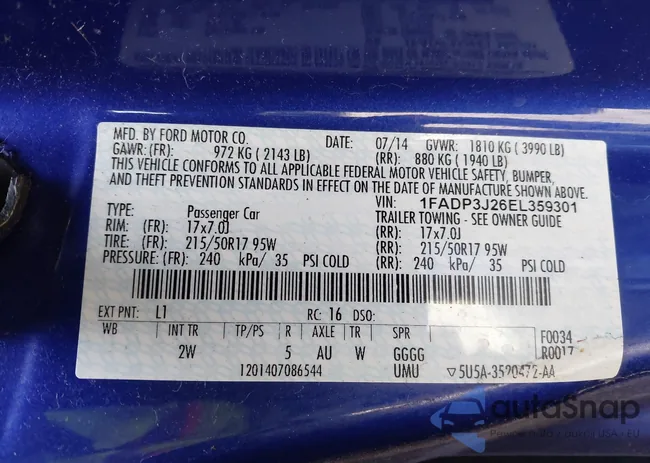 MFD. BY FORD MOTOR CO. DATE: 07/14 GVWR: 1810 KG ( 3990 LB)
GAWR: (FR): 972 KG ( 2143 LB) (RR): 880 KG ( 1940 LB)
THIS VEHICLE CONFORMS TO ALL APPLICABLE FEDERAL MOTOR VEHICLE SAFETY, BUMPER,
AND THEFT PREVENTION STANDARDS IN EFFECT ON THE DATE OF MANUFACTURE SHOWN ABOVE.
VIN: 1FADP3J26EL359301
TYPE: Passenger Car TRAILER TOWING - SEE OWNER GUIDE
RIM: (FR): 17x7.0J (RR): 17x7.0J
TIRE: (FR): 215/50R17 95W (RR): 215/50R17 95W
PRESSURE: (FR): 240 kPa/ 35 PSI COLD (RR): 240 kPa/ 35 PSI COLD
EXT PNT: L1 RC: 16 DSO:
WB INT TR TP/PS R AXLE TR SPR F0034
2W 5 AU W GGGG R0017
1201407086544 UMU ▽5U5A-3520472-AA
autoSnap